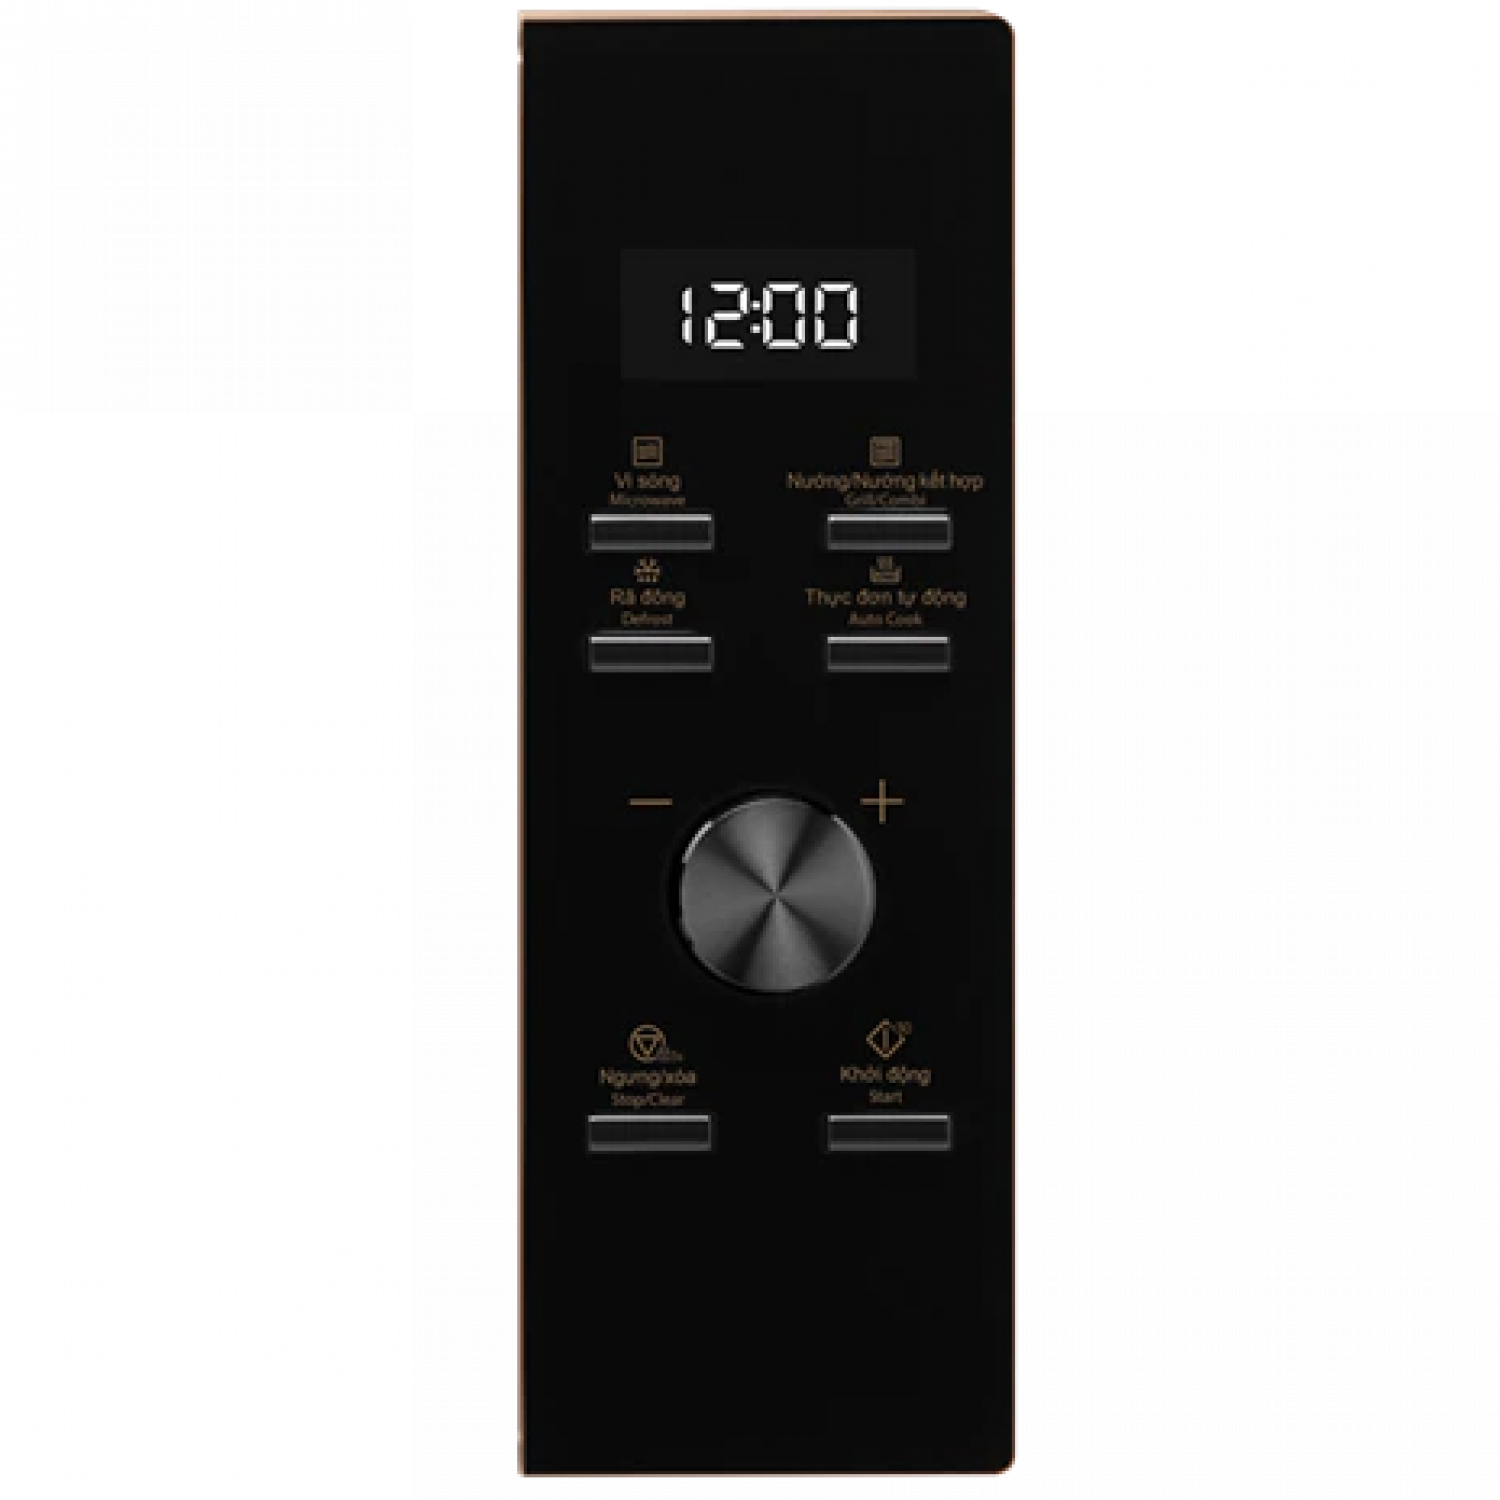 12:00
Vi sóng
Microwave
Nướng/Nướng kết hợp
Grill/Combi
Rã đông
Defrost
Thực đơn tự động
Auto Cook
− +
Ngưng/xóa
Stop/Clear
Khởi động
Start